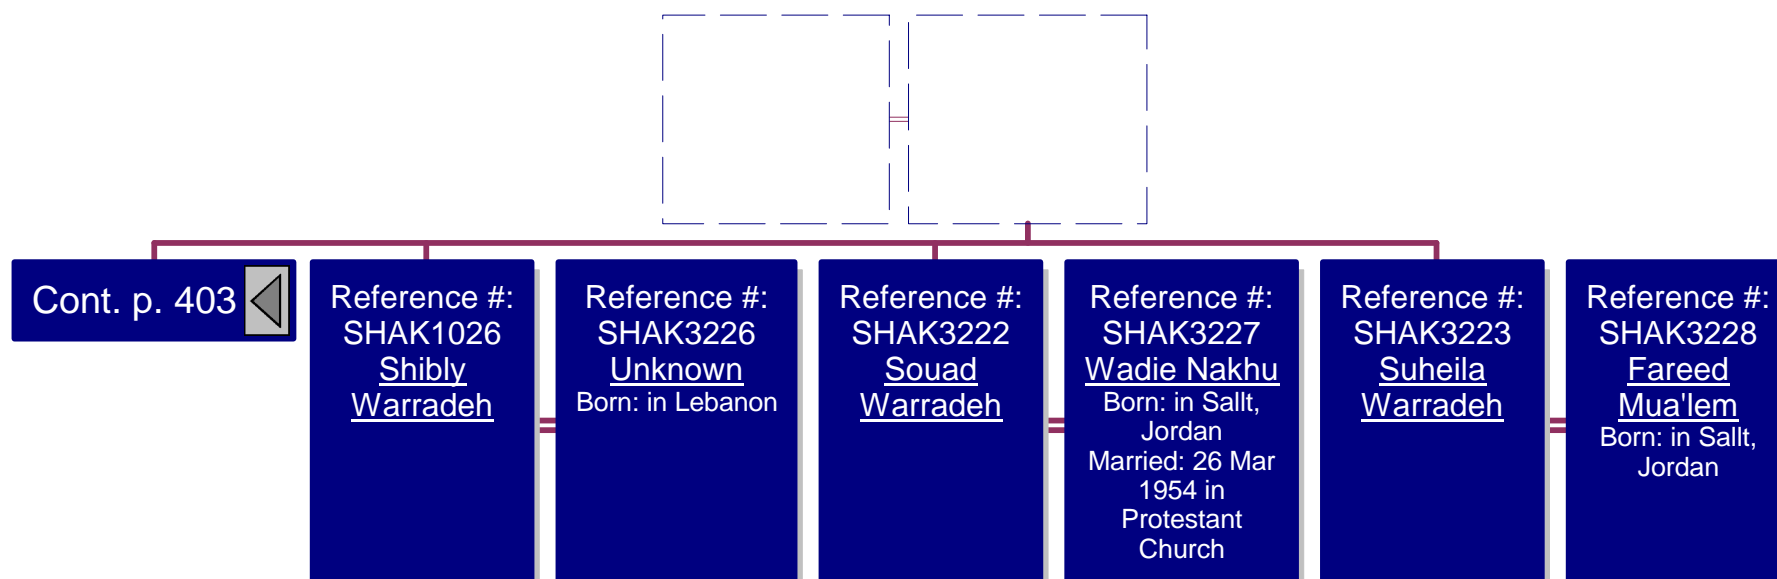 Cont. p. 403
Reference #:
SHAK1026
Shibly
Warradeh
Reference #:
SHAK3226
Unknown
Born: in Lebanon
Reference #:
SHAK3222
Souad
Warradeh
Reference #:
SHAK3227
Wadie Nakhu
Born: in Sallt,
Jordan
Married: 26 Mar
1954 in
Protestant
Church
Reference #:
SHAK3223
Suheila
Warradeh
Reference #:
SHAK3228
Fareed
Mua'lem
Born: in Sallt,
Jordan